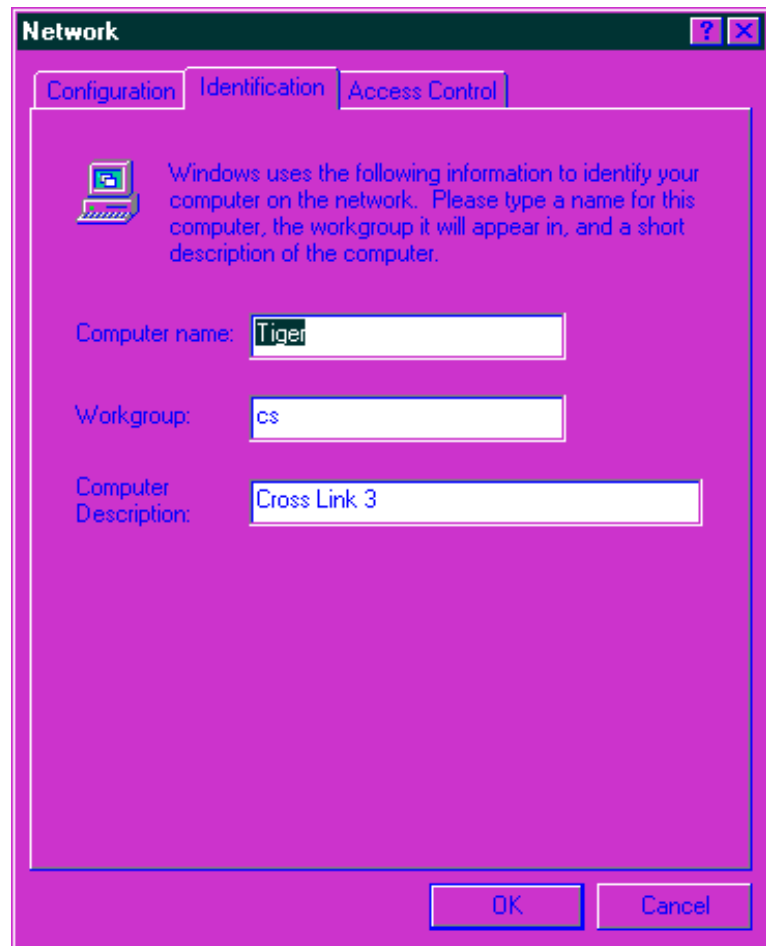 Network
Configuration Identification Access Control
Windows uses the following information to identify your
computer on the network. Please type a name for this
computer, the workgroup it will appear in, and a short
description of the computer.
Computer name: Tiger
Workgroup: cs
Computer
Description: Cross Link 3
OK Cancel